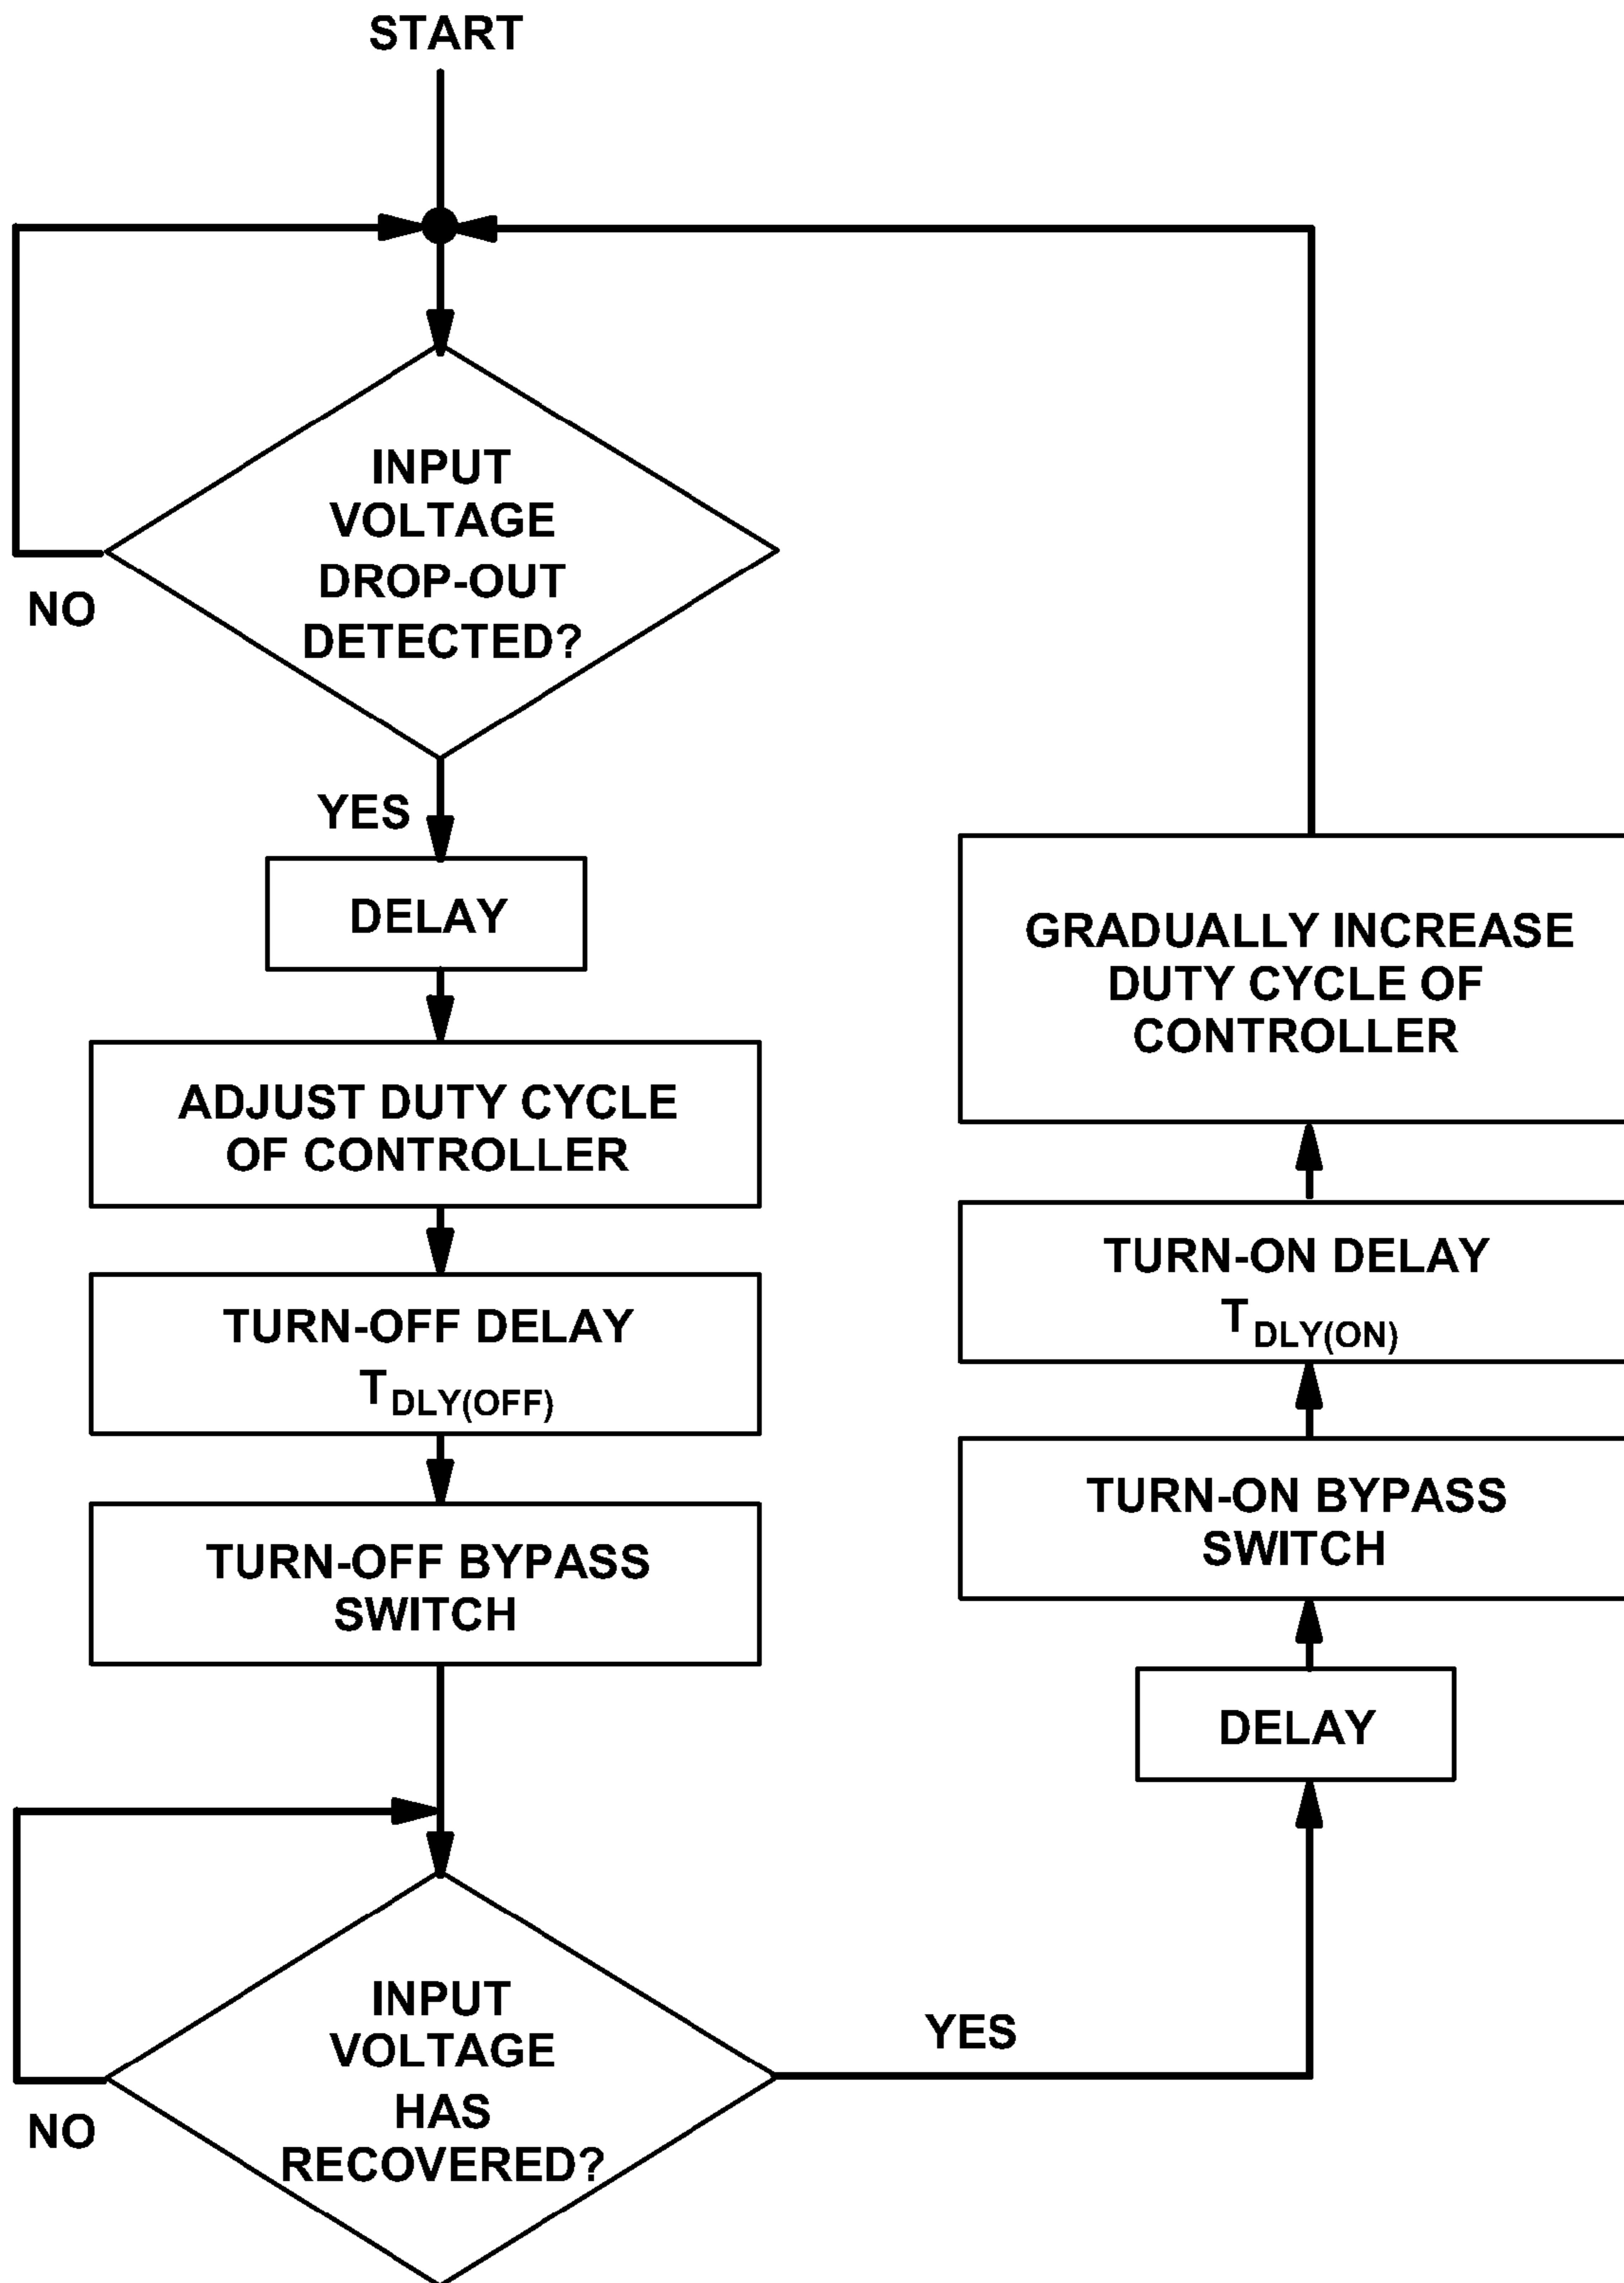 START
INPUT
VOLTAGE
DROP-OUT
DETECTED?
NO
YES
DELAY
ADJUST DUTY CYCLE
OF CONTROLLER
TURN-OFF DELAY
T DLY(OFF)
TURN-OFF BYPASS
SWITCH
INPUT
VOLTAGE
HAS
RECOVERED?
NO
YES
DELAY
TURN-ON BYPASS
SWITCH
TURN-ON DELAY
T DLY(ON)
GRADUALLY INCREASE
DUTY CYCLE OF
CONTROLLER